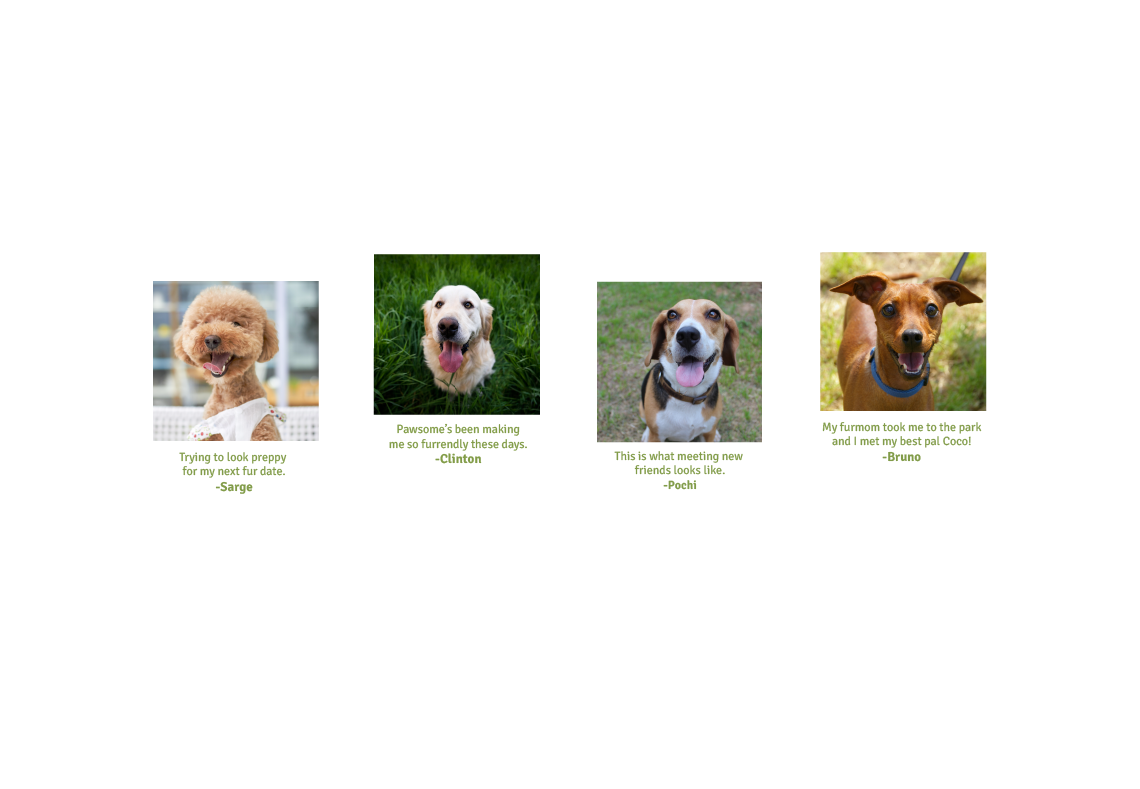 Trying to look preppy
for my next fur date.
-Sarge
Pawsome's been making
me so furrendly these days.
-Clinton
This is what meeting new
friends looks like.
-Pochi
My furmom took me to the park
and I met my best pal Coco!
-Bruno